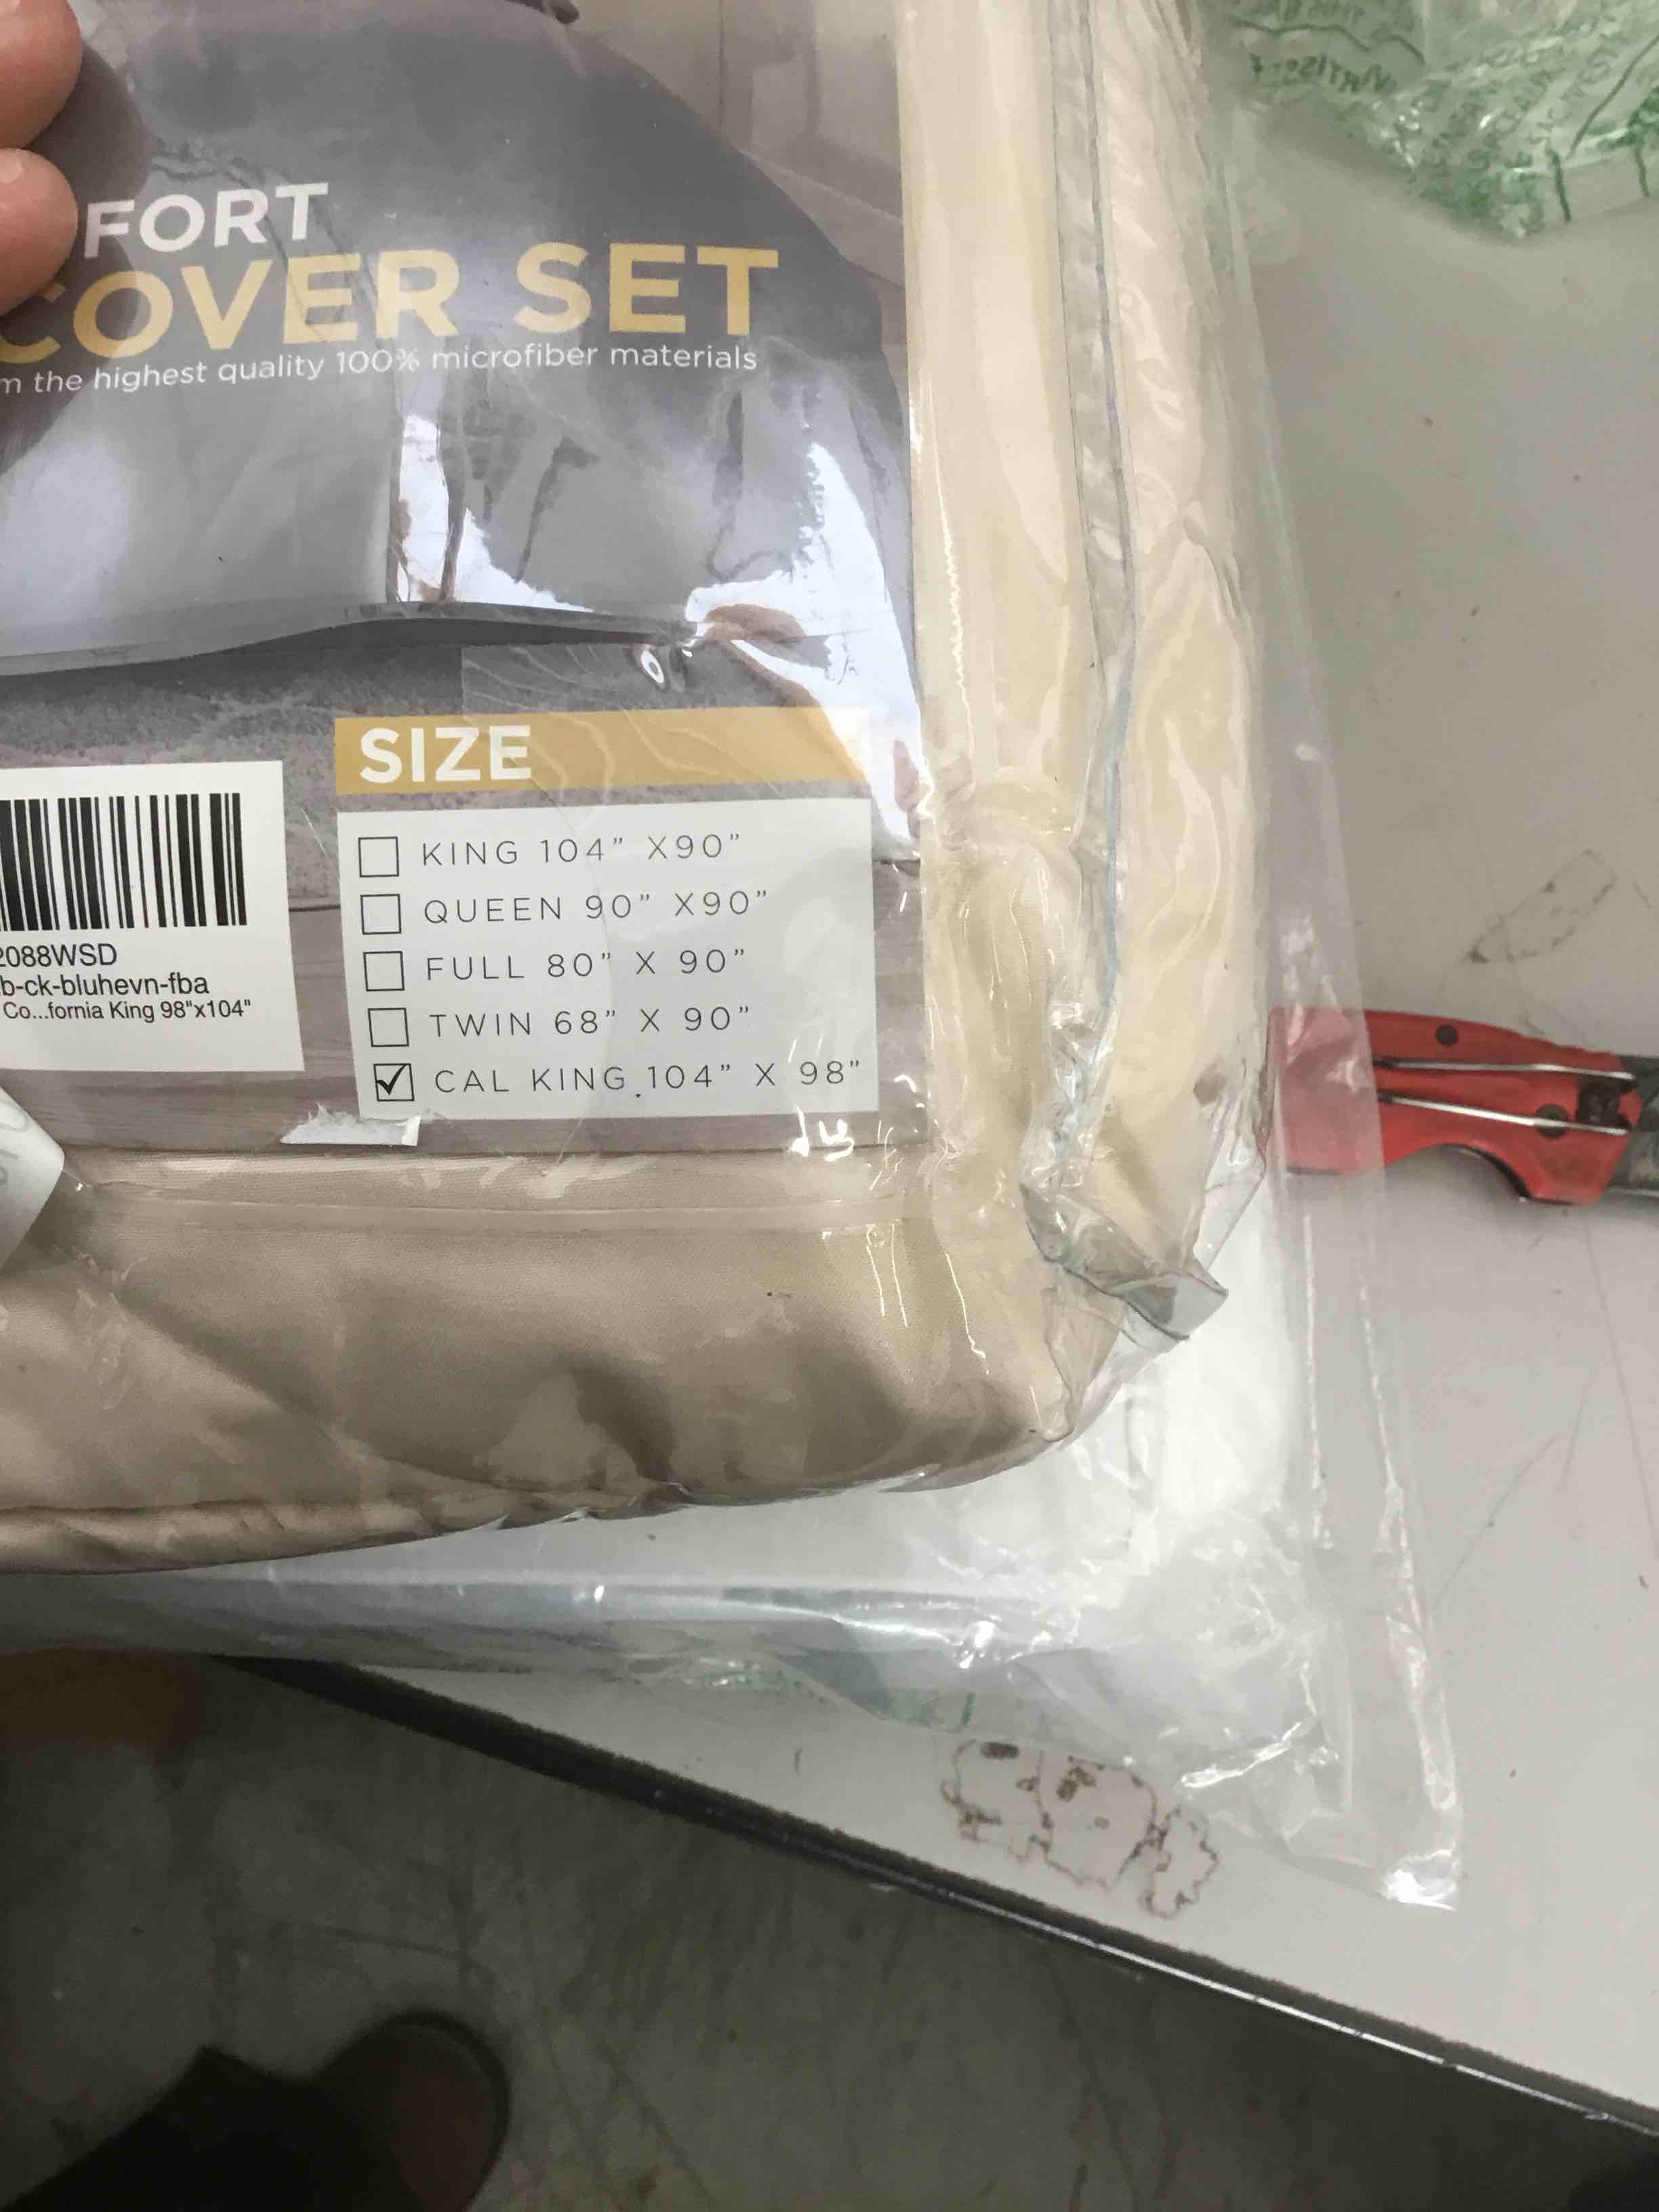 FORT
COVER SET
m the highest quality 100% microfiber materials
SIZE
KING 104" X90"
QUEEN 90" X90"
FULL 80" X 90"
TWIN 68" X 90"
CAL KING 104" X 98"
2088WSD
b-ck-bluhevn-fba
Co...fornia King 98"x104"